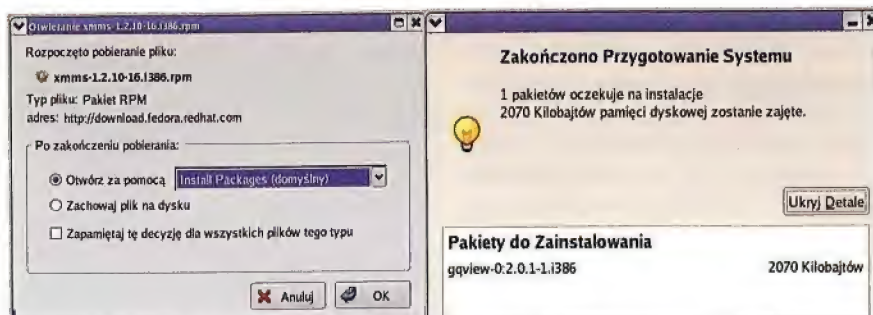 Otwieranie xmms-1.2.10-16.i386.rpm
Rozpoczęto pobieranie pliku:
xmms-1.2.10-16.i386.rpm
Typ pliku: Pakiet RPM
adres: http://download.fedora.redhat.com
Po zakończeniu pobierania:
Otwórz za pomocą Install Packages (domyślny)
Zachowaj plik na dysku
Zapamiętaj tę decyzję dla wszystkich plików tego typu
Anuluj OK
Zakończono Przygotowanie Systemu
1 pakietów oczekuje na instalacje
2070 Kilobajtów pamięci dyskowej zostanie zajęte.
Ukryj Detale
Pakiety do Zainstalowania
gqview-0:2.0.1-1.i386 2070 Kilobajtów